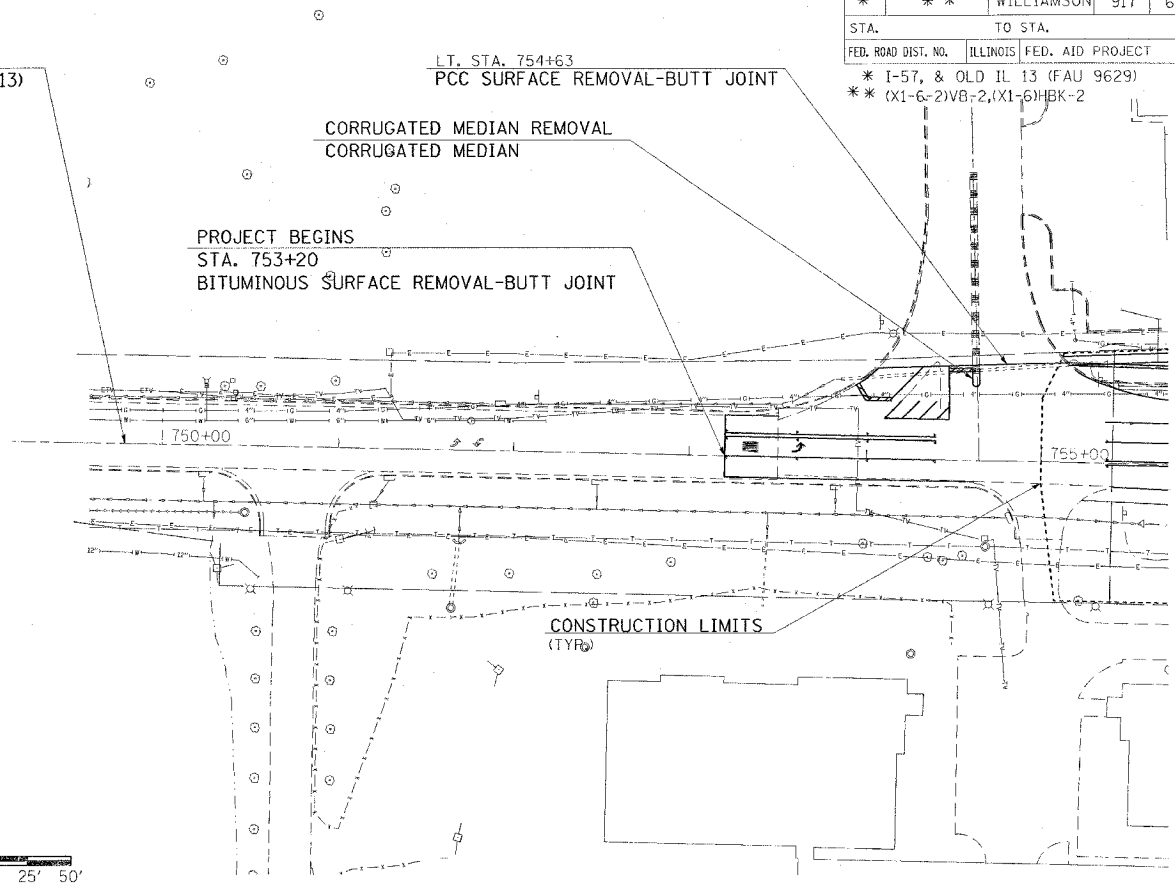 * * * WILLIAMSON 917 6
STA. TO STA.
FED. ROAD DIST. NO. ILLINOIS FED. AID PROJECT
* I-57, & OLD IL 13 (FAU 9629)
** (X1-6-2)VB-2,(X1-6)HBK-2
13)
LT. STA. 754+63
PCC SURFACE REMOVAL-BUTT JOINT
CORRUGATED MEDIAN REMOVAL
CORRUGATED MEDIAN
PROJECT BEGINS
STA. 753+20
BITUMINOUS SURFACE REMOVAL-BUTT JOINT
750+00
755+00
CONSTRUCTION LIMITS
(TYP.)
25' 50'